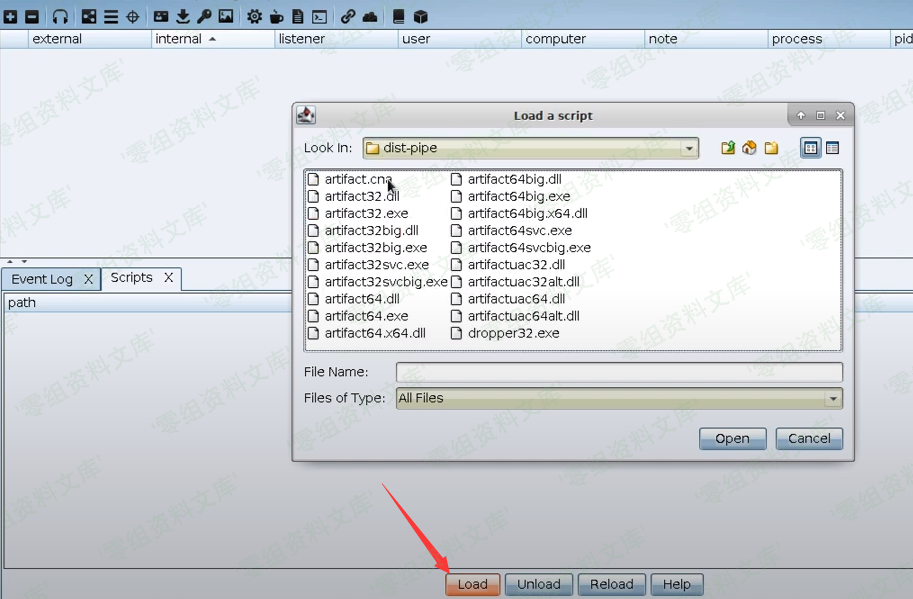 external internal listener user computer note process pid
Load a script
Look In: dist-pipe
artifact.cna artifact64big.dll
artifact32.dll artifact64big.exe
artifact32.exe artifact64big.x64.dll
artifact32big.dll artifact64svc.exe
artifact32big.exe artifact64svcbig.exe
artifact32svc.exe artifactuac32.dll
artifact32svcbig.exe artifactuac32alt.dll
artifact64.dll artifactuac64.dll
artifact64.exe artifactuac64alt.dll
artifact64.x64.dll dropper32.exe
File Name:
Files of Type: All Files
Open Cancel
Event Log X Scripts X
path
Load Unload Reload Help
零组资料文库